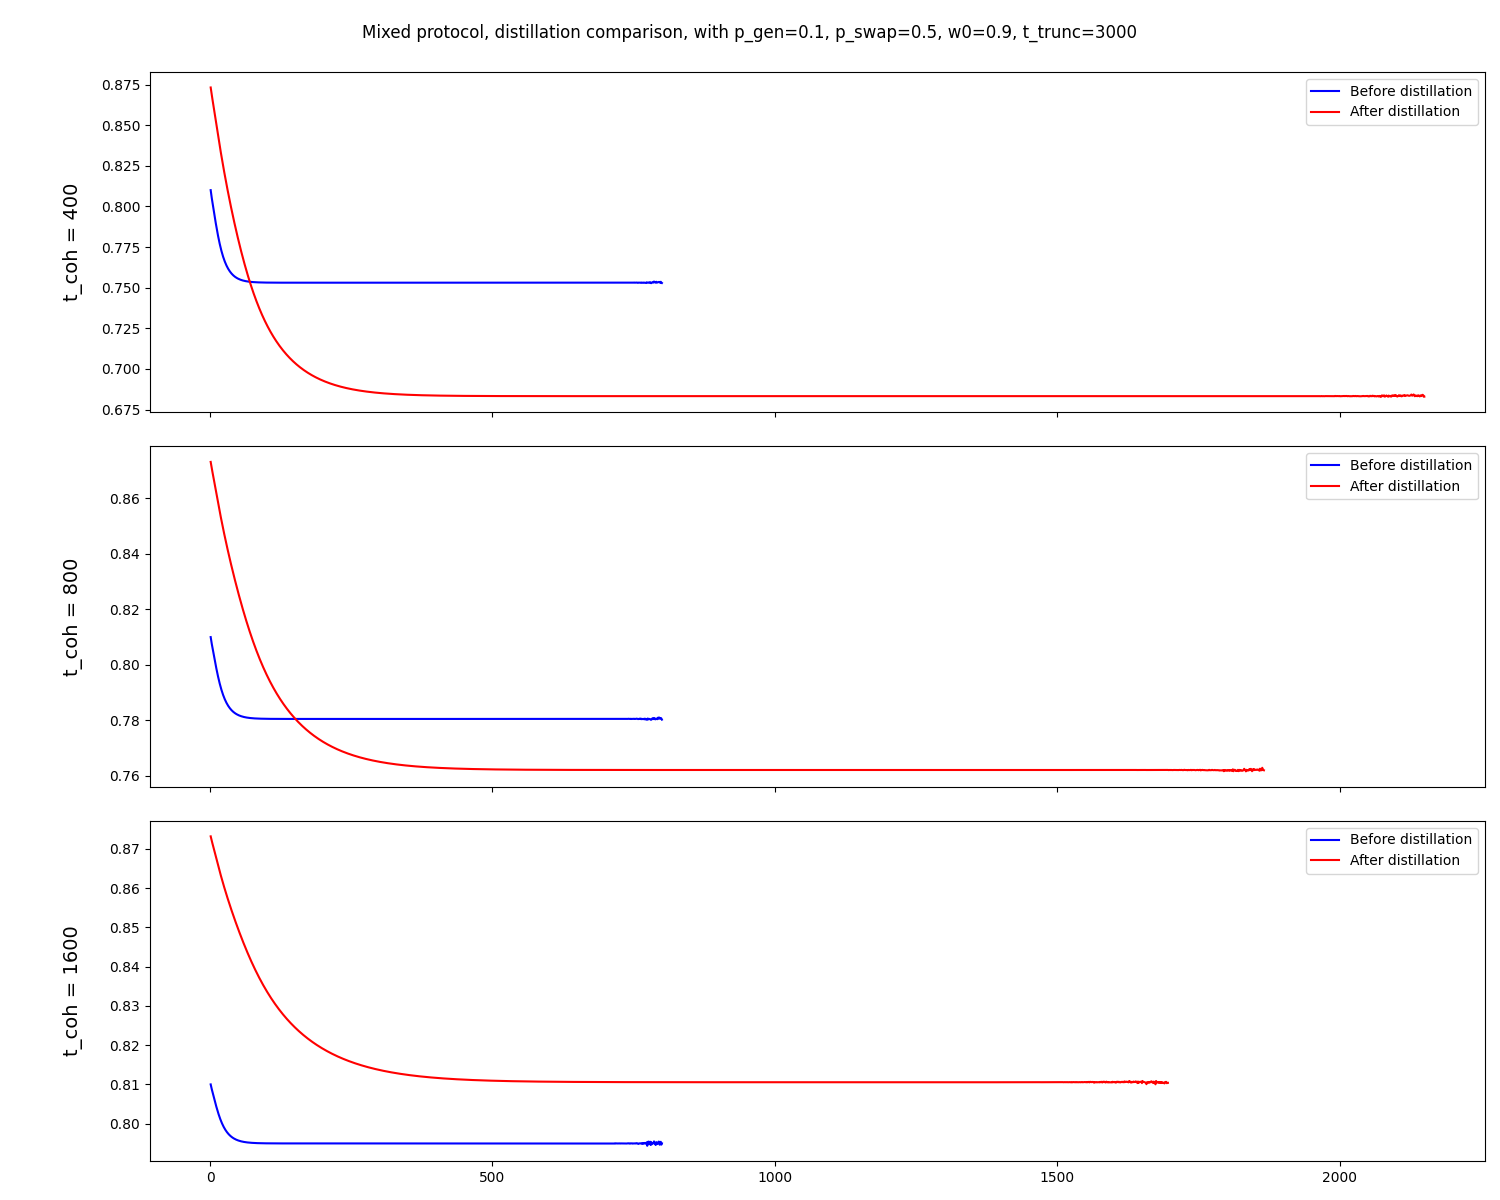 Mixed protocol, distillation comparison, with p_gen=0.1, p_swap=0.5, w0=0.9, t_trunc=3000
t_coh = 400
0.875
0.850
0.825
0.800
0.775
0.750
0.725
0.700
0.675
Before distillation
After distillation
t_coh = 800
0.86
0.84
0.82
0.80
0.78
0.76
Before distillation
After distillation
t_coh = 1600
0.87
0.86
0.85
0.84
0.83
0.82
0.81
0.80
Before distillation
After distillation
0
500
1000
1500
2000